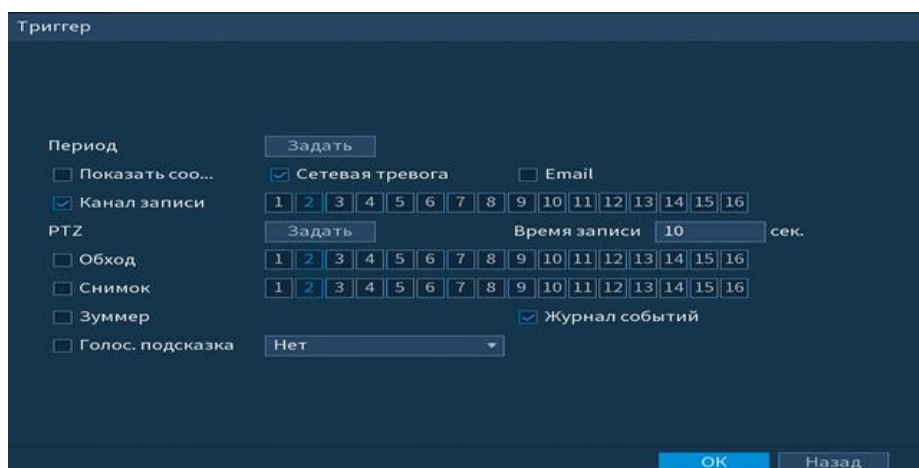 Триггер
Период Задать
Показать соо... Сетевая тревога Email
Канал записи 1 2 3 4 5 6 7 8 9 10 11 12 13 14 15 16
PTZ Задать Время записи 10 сек.
Обход 1 2 3 4 5 6 7 8 9 10 11 12 13 14 15 16
Снимок 1 2 3 4 5 6 7 8 9 10 11 12 13 14 15 16
Зуммер Журнал событий
Голос. подсказка Нет
ОК Назад